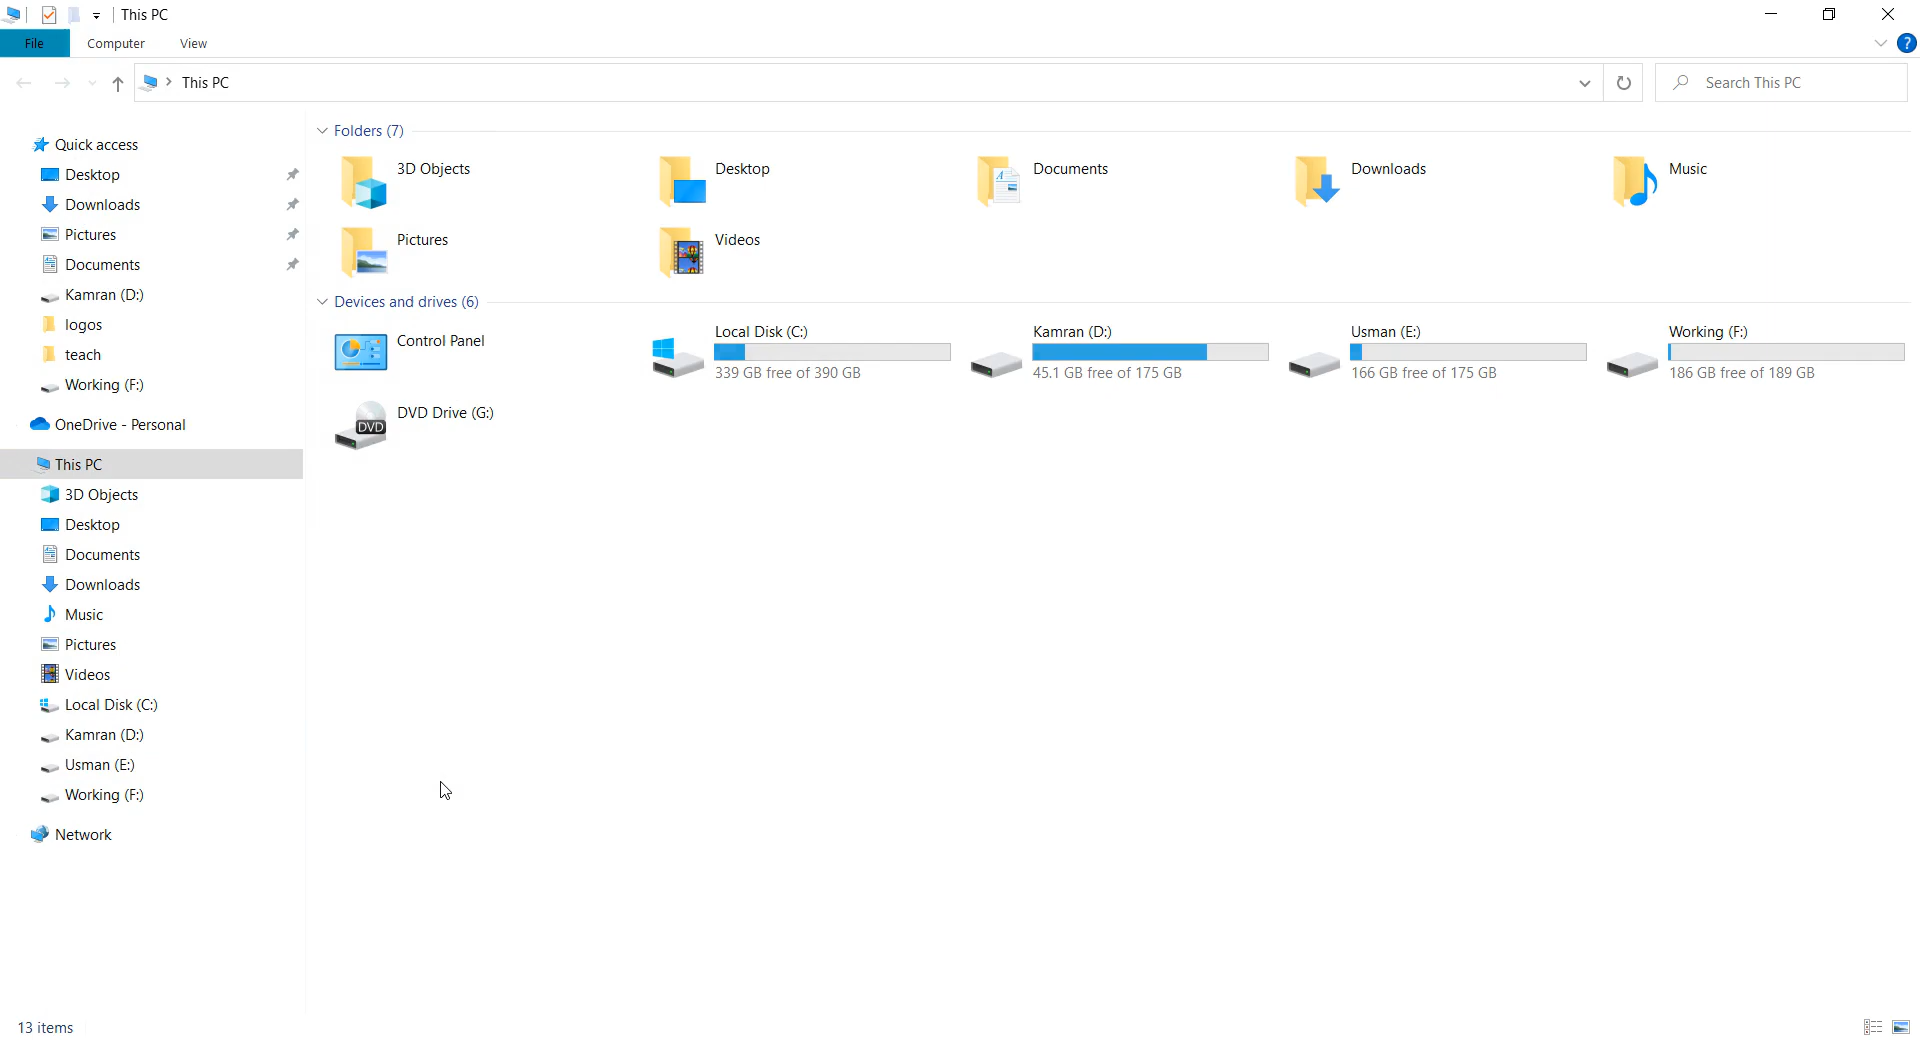 This PC
File
Computer
View
?
This PC
Search This PC
Quick access
Desktop
Downloads
Pictures
Documents
Kamran (D:)
logos
teach
Working (F:)
OneDrive - Personal
This PC
3D Objects
Desktop
Documents
Downloads
Music
Pictures
Videos
Local Disk (C:)
Kamran (D:)
Usman (E:)
Working (F:)
Network
Folders (7)
3D Objects
Desktop
Documents
Downloads
Music
Pictures
Videos
Devices and drives (6)
Control Panel
Local Disk (C:)
339 GB free of 390 GB
Kamran (D:)
45.1 GB free of 175 GB
Usman (E:)
166 GB free of 175 GB
Working (F:)
186 GB free of 189 GB
DVD
DVD Drive (G:)
13 items